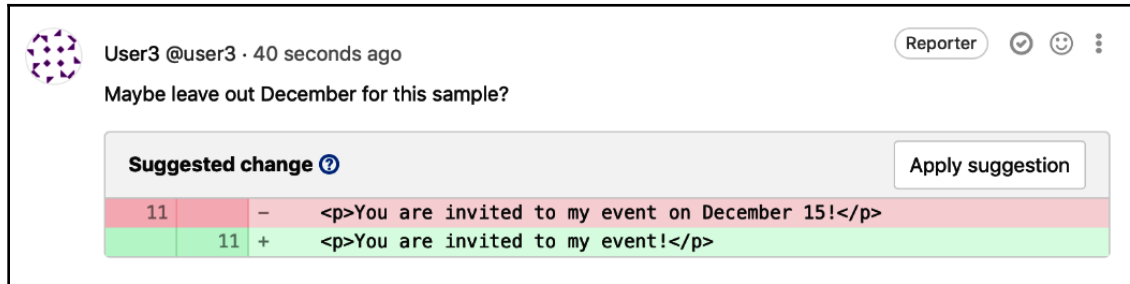 User3 @user3 · 40 seconds ago Reporter
Maybe leave out December for this sample?
Suggested change ? Apply suggestion
11 - <p>You are invited to my event on December 15!</p>
11 + <p>You are invited to my event!</p>